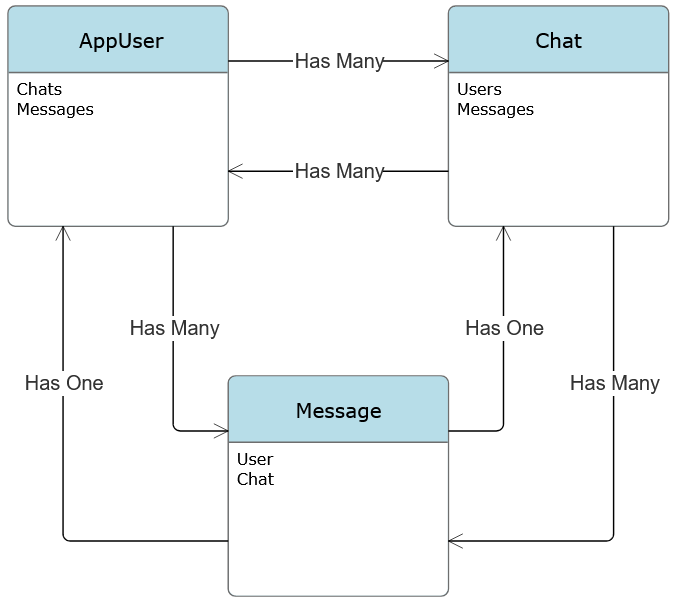 AppUser
Chats
Messages
Has Many
Chat
Users
Messages
Has Many
Has Many
Has One
Has One
Has Many
Message
User
Chat